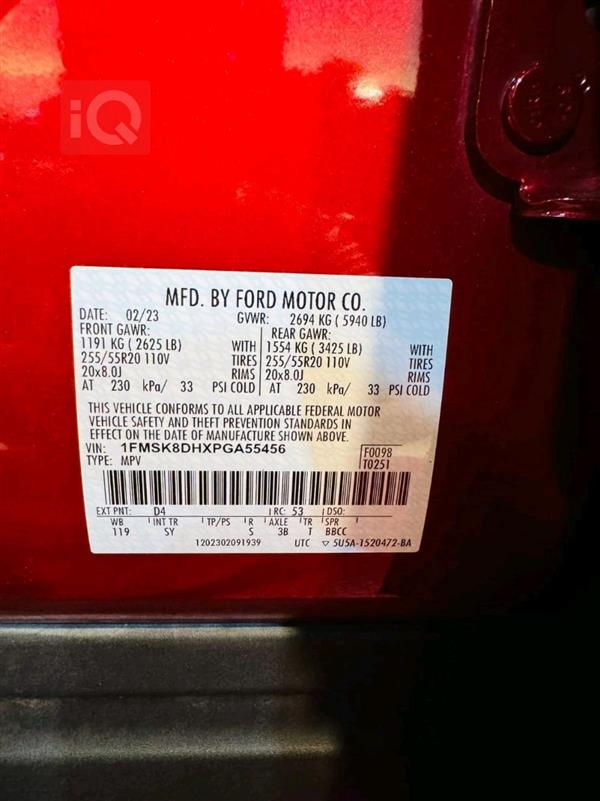 iQ
MFD. BY FORD MOTOR CO.
DATE: 02/23 GVWR: 2694 KG ( 5940 LB)
FRONT GAWR: REAR GAWR:
1191 KG ( 2625 LB) WITH 1554 KG ( 3425 LB) WITH
255/55R20 110V TIRES 255/55R20 110V TIRES
20x8.0J RIMS 20x8.0J RIMS
AT 230 kPa/ 33 PSI COLD AT 230 kPa/ 33 PSI COLD
THIS VEHICLE CONFORMS TO ALL APPLICABLE FEDERAL MOTOR
VEHICLE SAFETY AND THEFT PREVENTION STANDARDS IN
EFFECT ON THE DATE OF MANUFACTURE SHOWN ABOVE.
VIN: 1FMSK8DHXPGA55456 F0098
TYPE: MPV T0251
EXT PNT: D4 RC: 53 DSO:
WB INT TR TP/PS R AXLE TR SPR
119 SY S 3B T BBCC
1202302091939 UTC ▽ 5U5A-1520472-BA